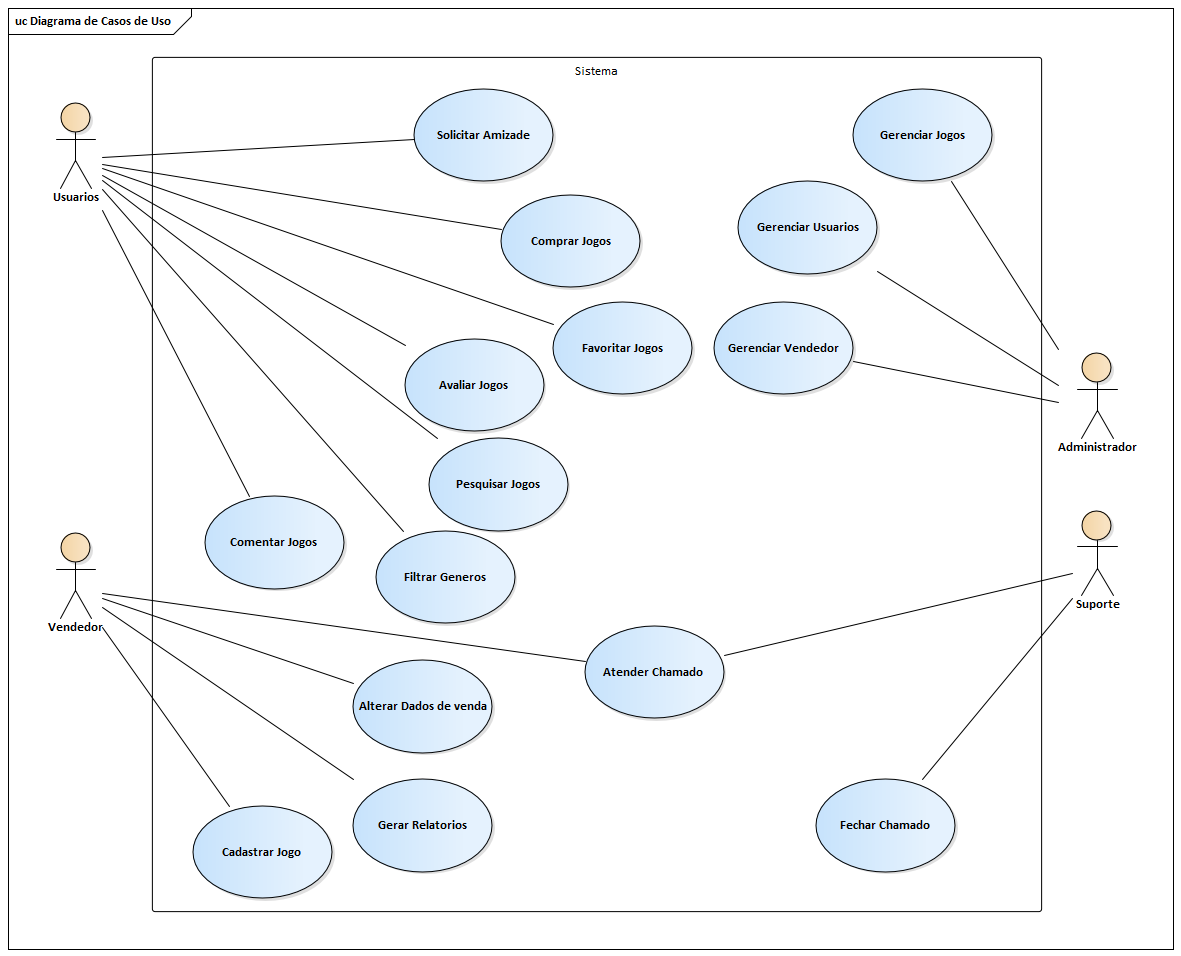 uc Diagrama de Casos de Uso
Sistema
Solicitar Amizade
Gerenciar Jogos
Usuarios
Gerenciar Usuarios
Comprar Jogos
Favoritar Jogos
Gerenciar Vendedor
Avaliar Jogos
Administrador
Pesquisar Jogos
Comentar Jogos
Filtrar Generos
Suporte
Vendedor
Atender Chamado
Alterar Dados de venda
Gerar Relatorios
Fechar Chamado
Cadastrar Jogo